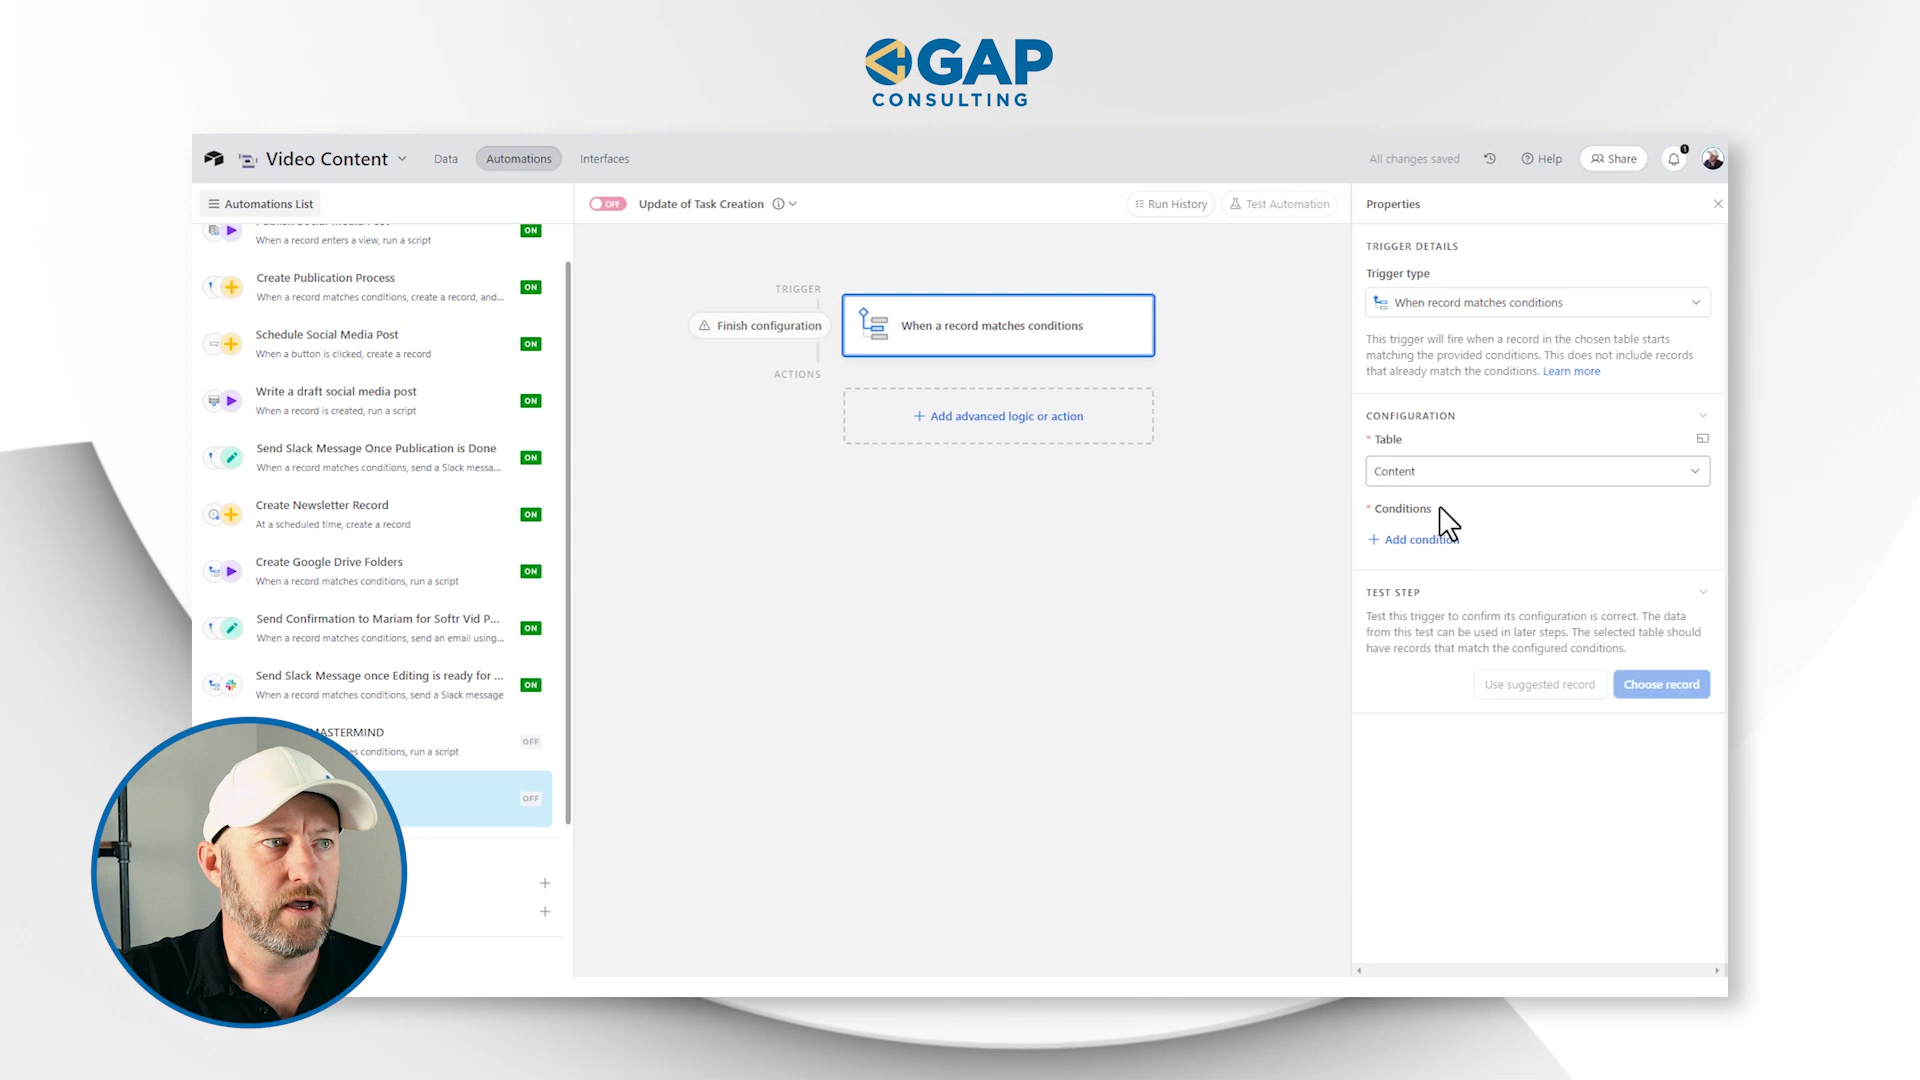 GAP
CONSULTING
Video Content
Data
Automations
Interfaces
All changes saved
Help
Share
1
Automations List
OFF
Update of Task Creation
Run History
Test Automation
Properties
When a record enters a view, run a script
ON
Create Publication Process
When a record matches conditions, create a record, and...
ON
Schedule Social Media Post
When a button is clicked, create a record
ON
Write a draft social media post
When a record is created, run a script
ON
Send Slack Message Once Publication is Done
When a record matches conditions, send a Slack messa...
ON
Create Newsletter Record
At a scheduled time, create a record
ON
Create Google Drive Folders
When a record matches conditions, run a script
ON
Send Confirmation to Mariam for Softr Vid P...
When a record matches conditions, send an email using...
ON
Send Slack Message once Editing is ready for ...
When a record matches conditions, send a Slack message
ON
MASTERMIND
conditions, run a script
OFF
OFF
TRIGGER
Finish configuration
When a record matches conditions
ACTIONS
Add advanced logic or action
TRIGGER DETAILS
Trigger type
When record matches conditions
This trigger will fire when a record in the chosen table starts
matching the provided conditions. This does not include records
that already match the conditions. Learn more
CONFIGURATION
* Table
Content
* Conditions
+ Add condition
TEST STEP
Test this trigger to confirm its configuration is correct. The data
from this test can be used in later steps. The selected table should
have records that match the configured conditions.
Use suggested record
Choose record